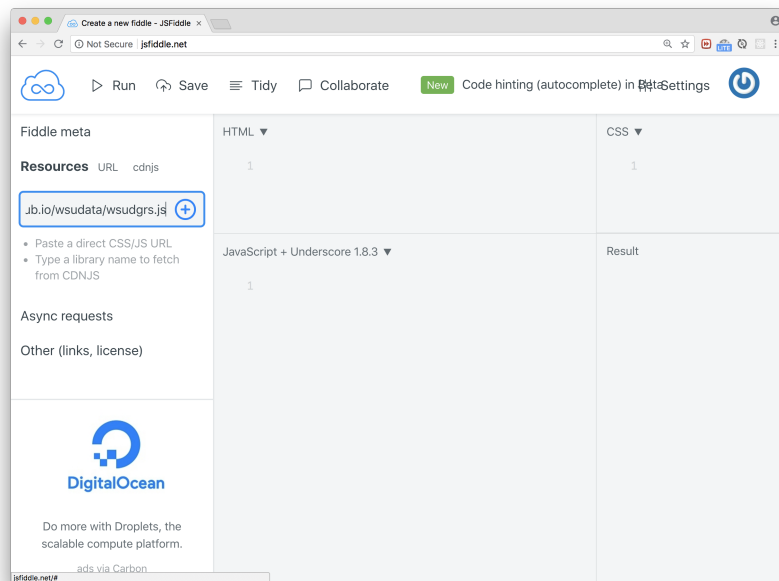 Create a new fiddle - JSFiddle
Not Secure jsfiddle.net
LITE
Run Save Tidy Collaborate New Code hinting (autocomplete) in Settings
Fiddle meta
HTML ▼
CSS ▼
Resources URL cdnjs
1
1
ub.io/wsudata/wsudgrs.js
Paste a direct CSS/JS URL
Type a library name to fetch
from CDNJS
JavaScript + Underscore 1.8.3 ▼
Result
1
Async requests
Other (links, license)
DigitalOcean
Do more with Droplets, the
scalable compute platform.
ads via Carbon
jsfiddle.net/#